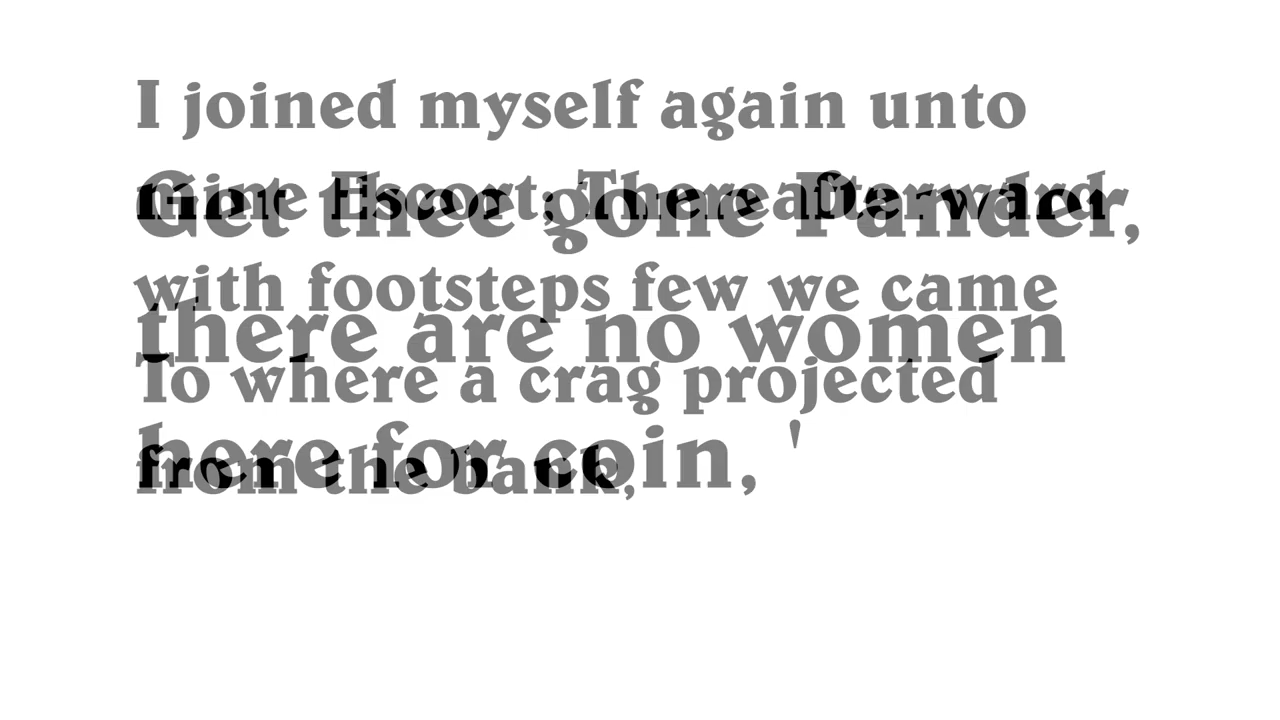 I joined myself again unto
mine Escort; Thereafterward
with footsteps few we came
To where a crag projected
from the bank,
Get thee gone Pander,
there are no women
here for coin, '